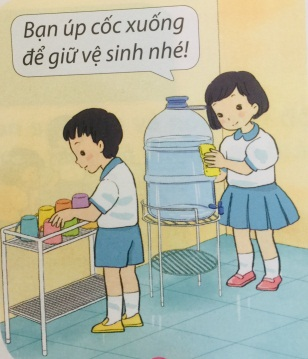 Bạn úp cốc xuống
để giữ vệ sinh nhé!